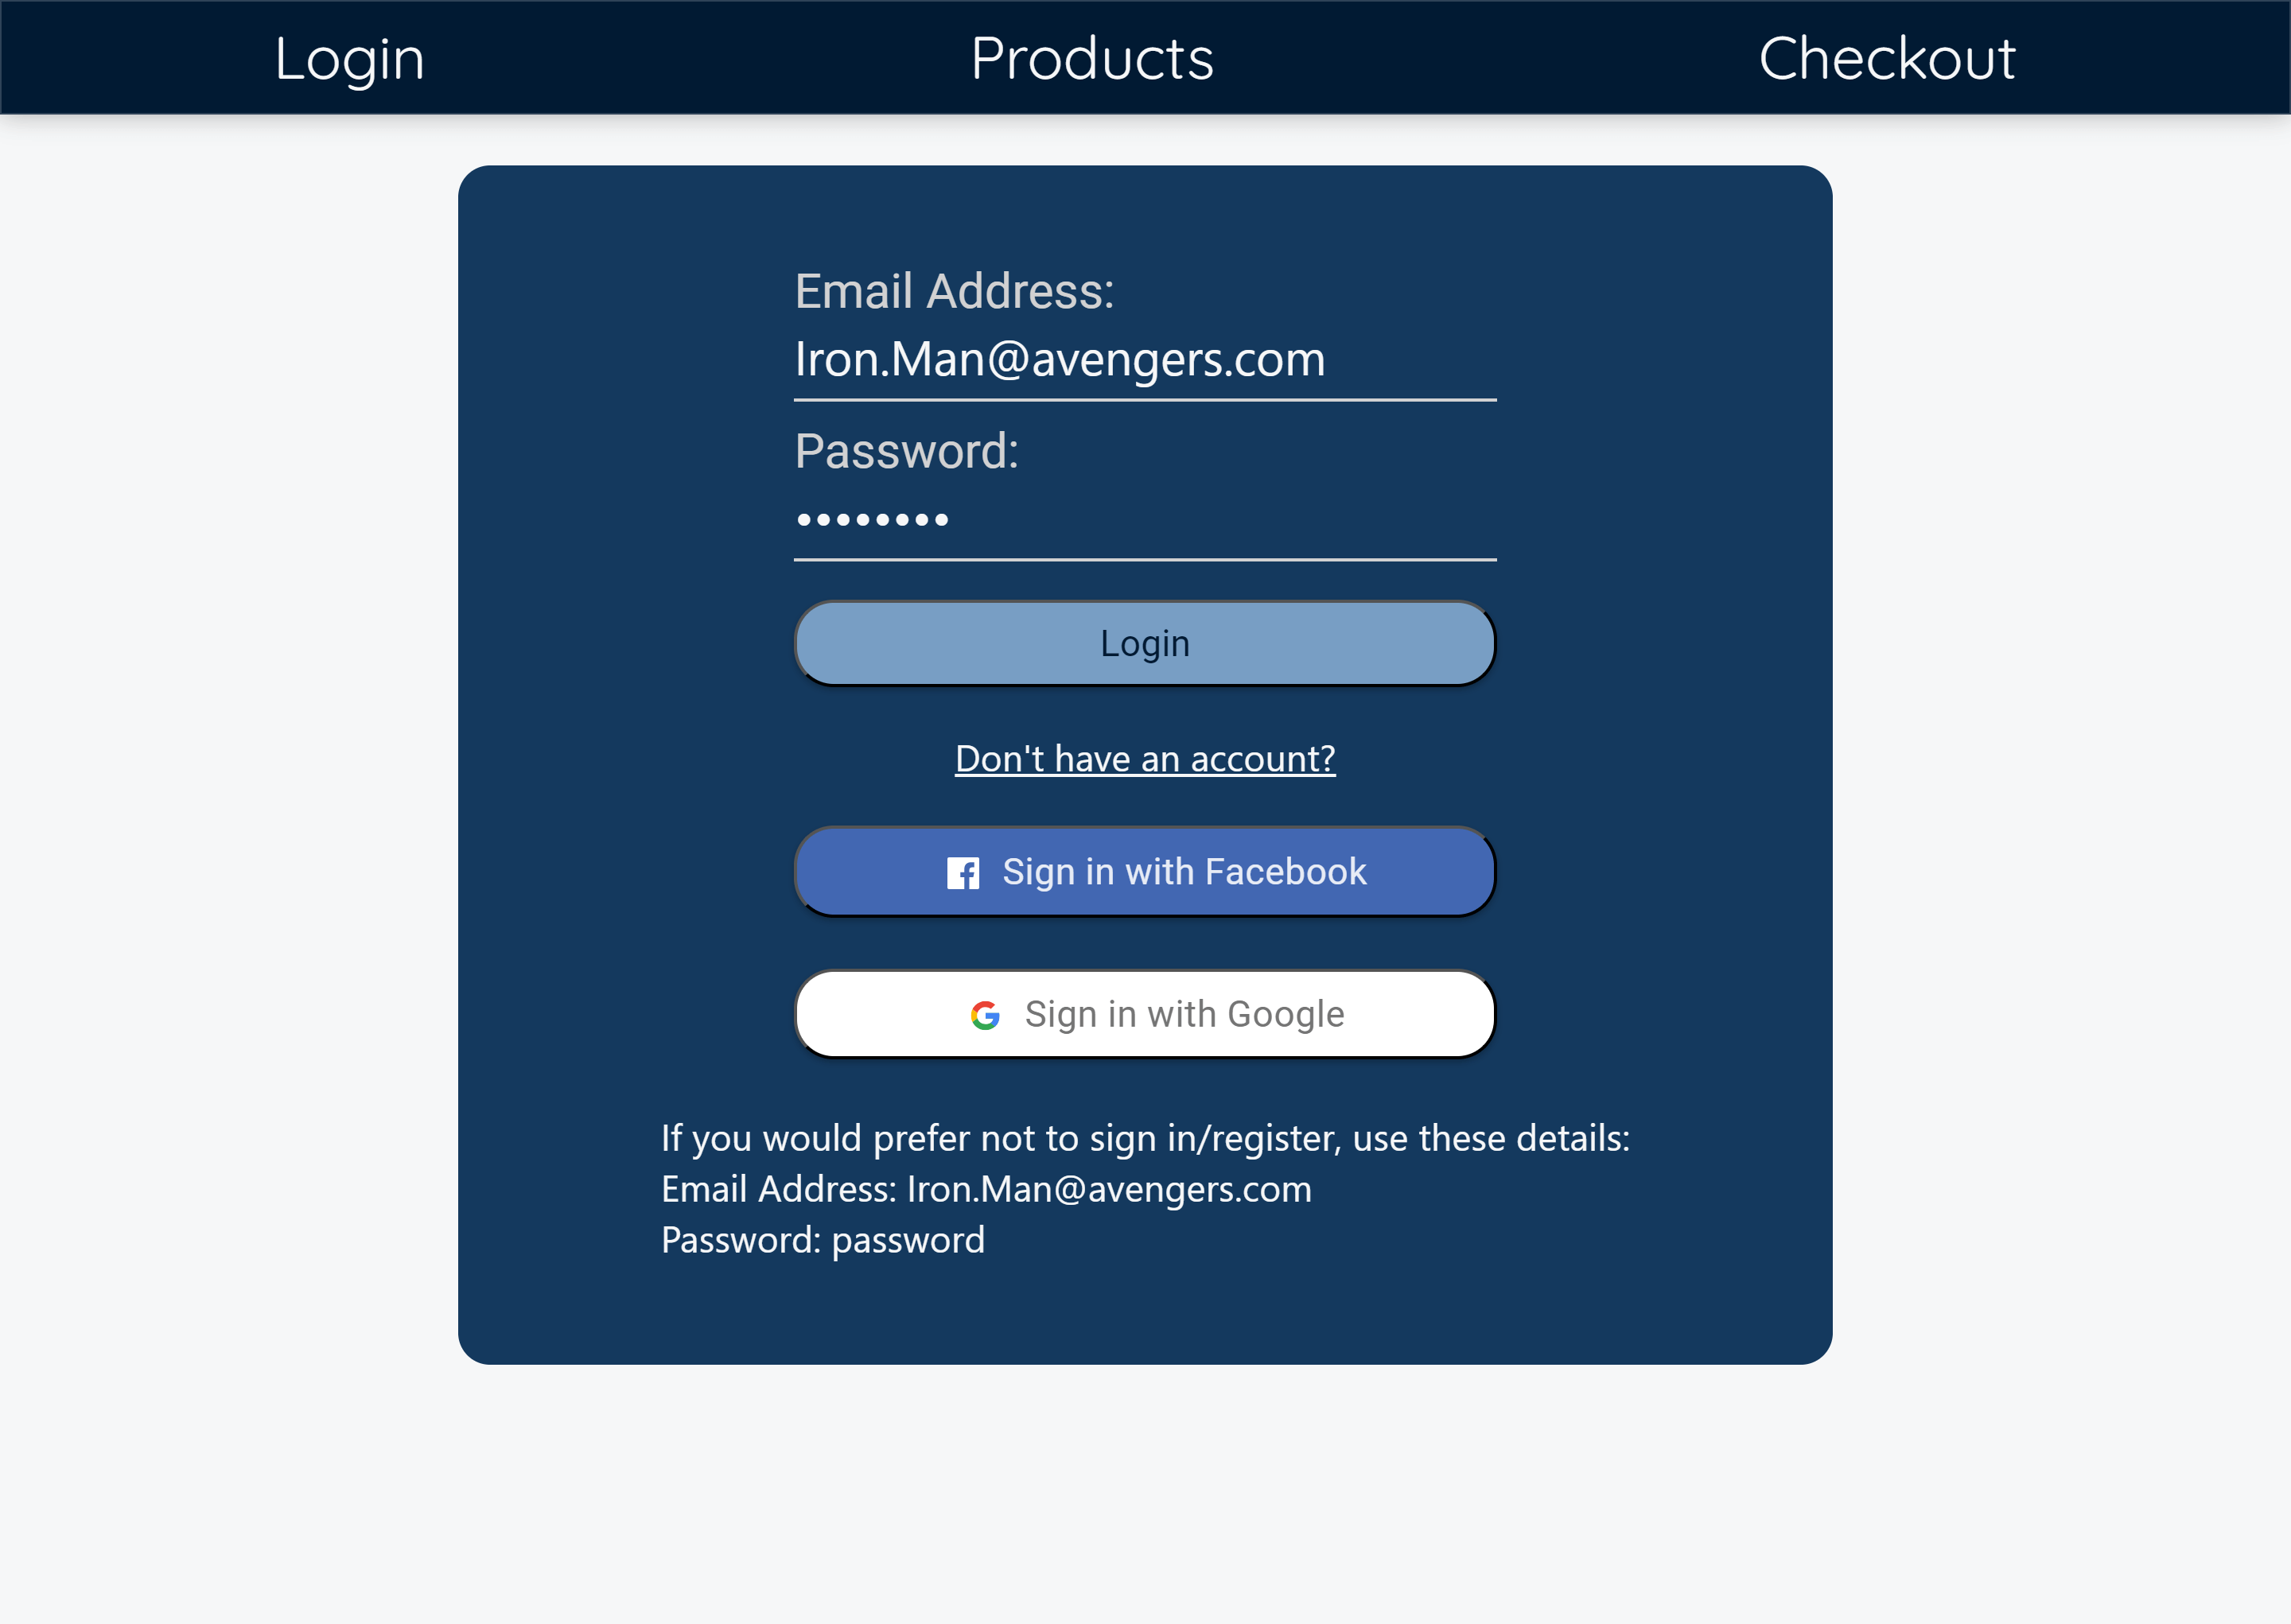 Login Products Checkout
Email Address:
Iron.Man@avengers.com
Password:
••••••••
Login
Don't have an account?
Sign in with Facebook
Sign in with Google
If you would prefer not to sign in/register, use these details:
Email Address: Iron.Man@avengers.com
Password: password